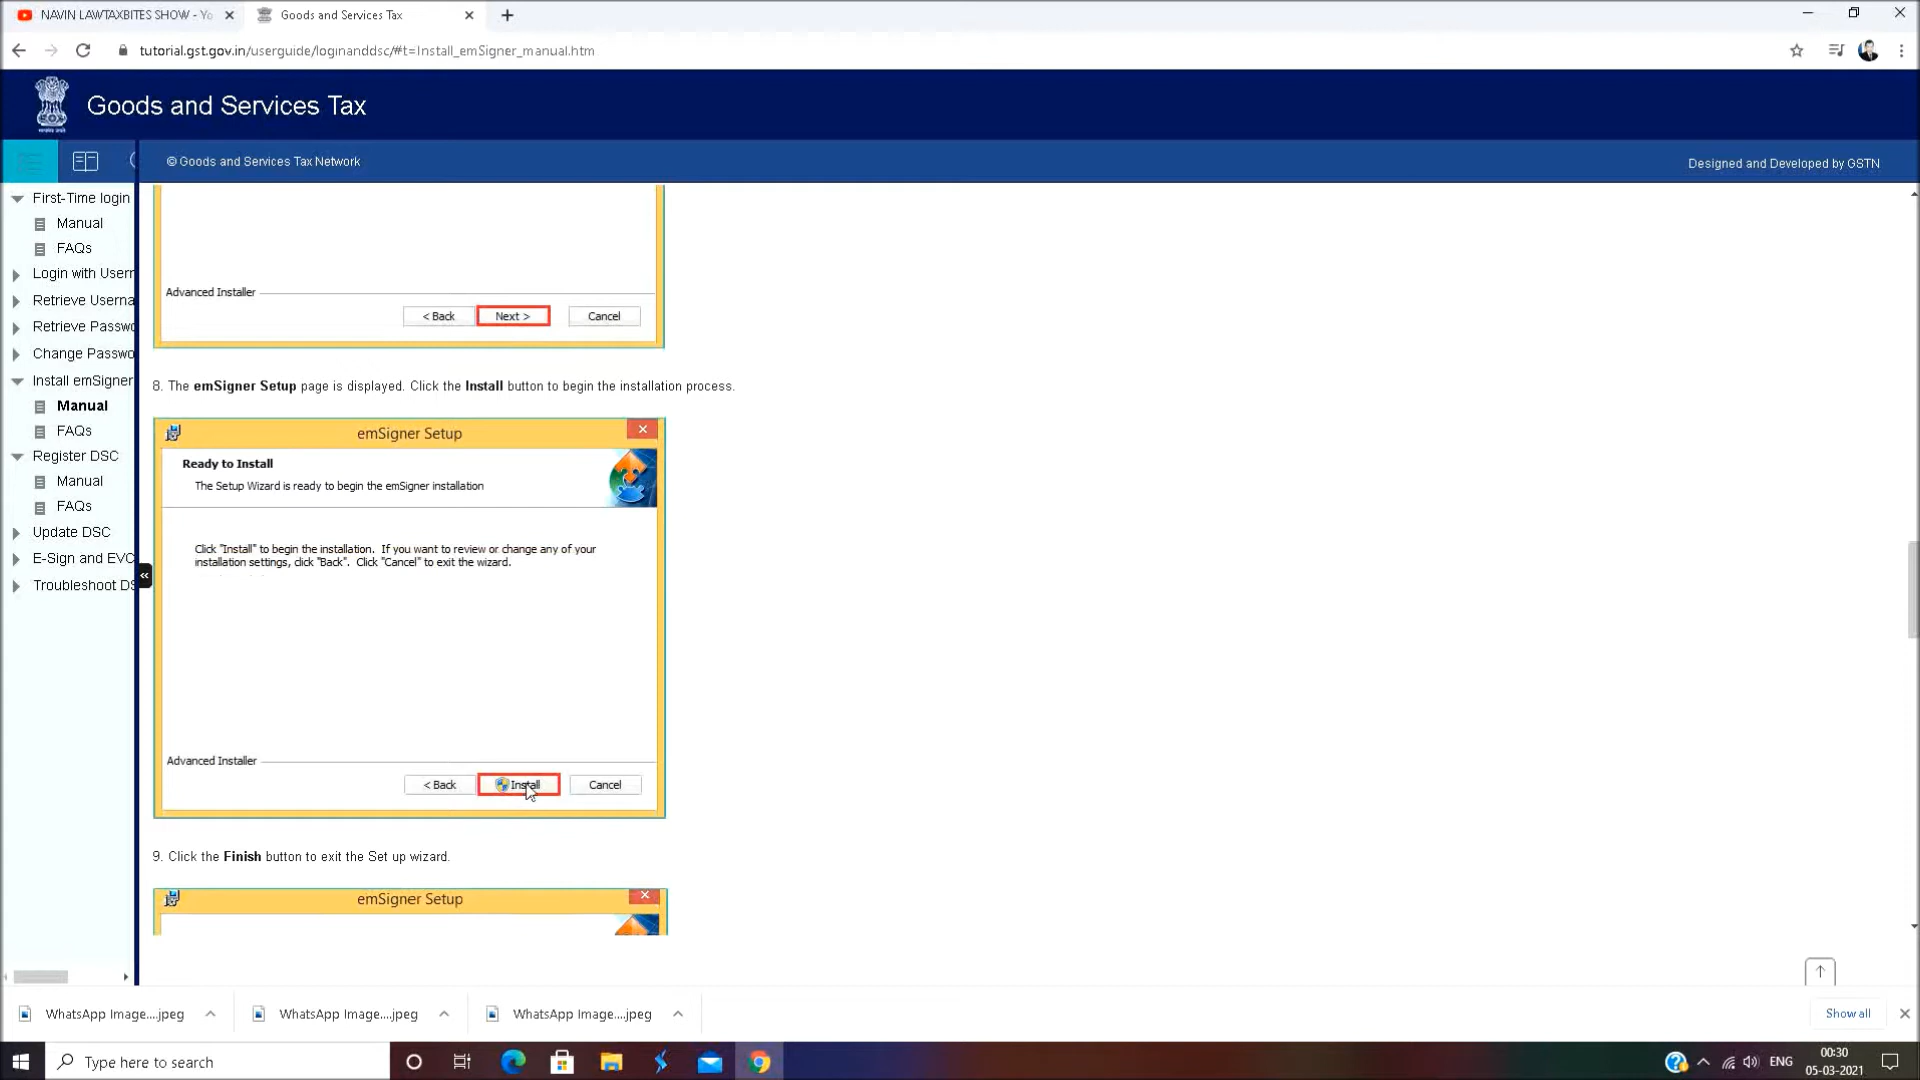 NAVIN LAWTAXBITES SHOW - Yo
Goods and Services Tax
tutorial.gst.gov.in/userguide/loginanddsc/#t=Install_emSigner_manual.htm
Goods and Services Tax
© Goods and Services Tax Network
Designed and Developed by GSTN
First-Time login
Manual
FAQs
Login with Usern
Retrieve Userna
Retrieve Passwo
Change Passwo
Install emSigner
Manual
FAQs
Register DSC
Manual
FAQs
Update DSC
E-Sign and EVC
Troubleshoot DS
Advanced Installer
< Back
Next >
Cancel
8. The emSigner Setup page is displayed. Click the Install button to begin the installation process.
emSigner Setup
Ready to Install
The Setup Wizard is ready to begin the emSigner installation
Click "Install" to begin the installation. If you want to review or change any of your
installation settings, click "Back". Click "Cancel" to exit the wizard.
Advanced Installer
< Back
Install
Cancel
9. Click the Finish button to exit the Set up wizard.
emSigner Setup
WhatsApp Image....jpeg
WhatsApp Image....jpeg
WhatsApp Image....jpeg
Show all
Type here to search
ENG
00:30
05-03-2021